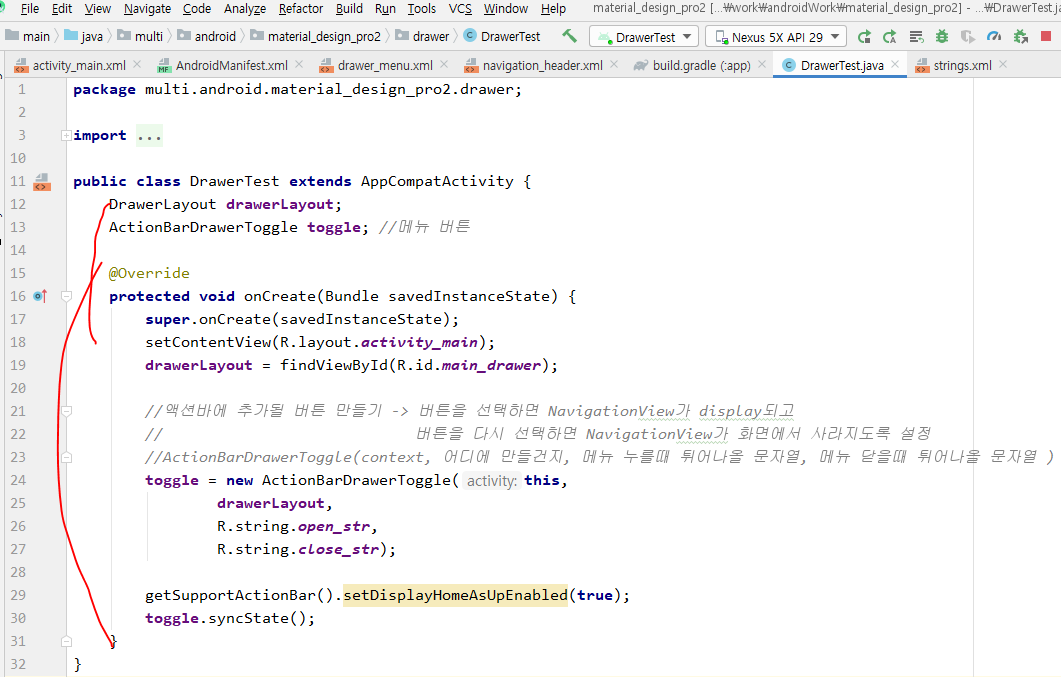 File Edit View Navigate Code Analyze Refactor Build Run Tools VCS Window Help material_design_pro2 [...₩work₩androidWork₩material_design_pro2] - ...₩DrawerTest.ja
main java multi android material_design_pro2 drawer DrawerTest DrawerTest Nexus 5X API 29
activity_main.xml AndroidManifest.xml drawer_menu.xml navigation_header.xml build.gradle (:app) DrawerTest.java strings.xml
1 package multi.android.material_design_pro2.drawer;
2
3 import ...
10
11 public class DrawerTest extends AppCompatActivity {
12 DrawerLayout drawerLayout;
13 ActionBarDrawerToggle toggle; //메뉴 버튼
14
15 @Override
16 protected void onCreate(Bundle savedInstanceState) {
17 super.onCreate(savedInstanceState);
18 setContentView(R.layout.activity_main);
19 drawerLayout = findViewById(R.id.main_drawer);
20
21 //액션바에 추가될 버튼 만들기 -> 버튼을 선택하면 NavigationView가 display되고
22 // 버튼을 다시 선택하면 NavigationView가 화면에서 사라지도록 설정
23 //ActionBarDrawerToggle(context, 어디에 만들건지, 메뉴 누를때 튀어나올 문자열, 메뉴 닫을때 튀어나올 문자열 )
24 toggle = new ActionBarDrawerToggle( activity: this,
25 drawerLayout,
26 R.string.open_str,
27 R.string.close_str);
28
29 getSupportActionBar().setDisplayHomeAsUpEnabled(true);
30 toggle.syncState();
31 }
32 }